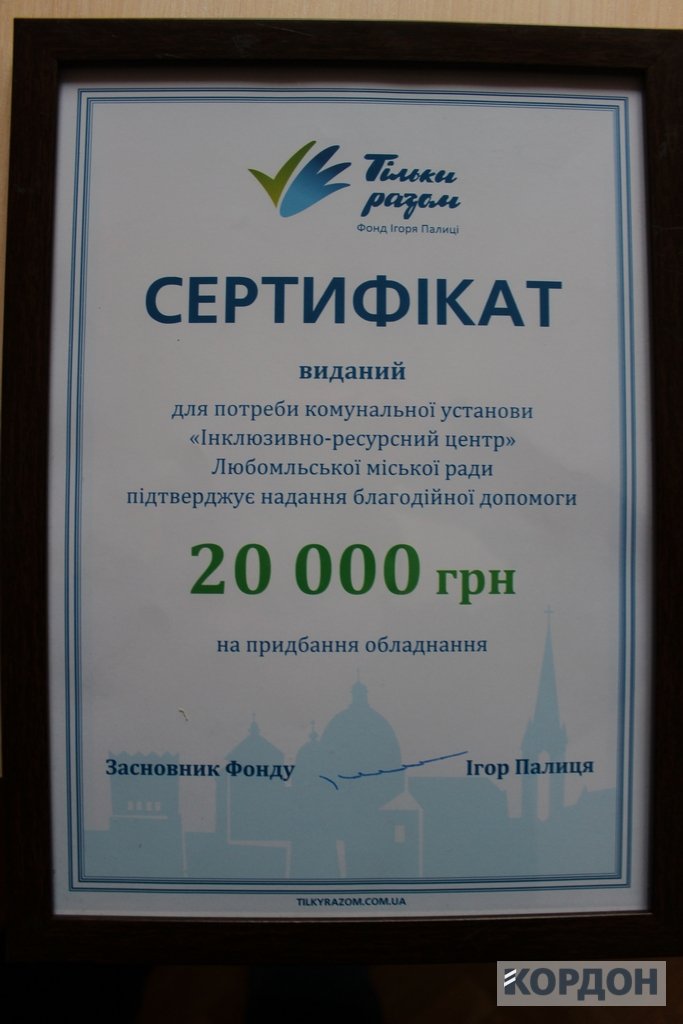 Тільки
разом
Фонд Ігоря Палиці
СЕРТИФІКАТ
виданий
для потреби комунальної установи
«Інклюзивно-ресурсний центр»
Любомльської міської ради
підтверджує надання благодійної допомоги
20 000 грн
на придбання обладнання
Засновник Фонду Ігор Палиця
TILKYRAZOM.COM.UA
КОРДОН